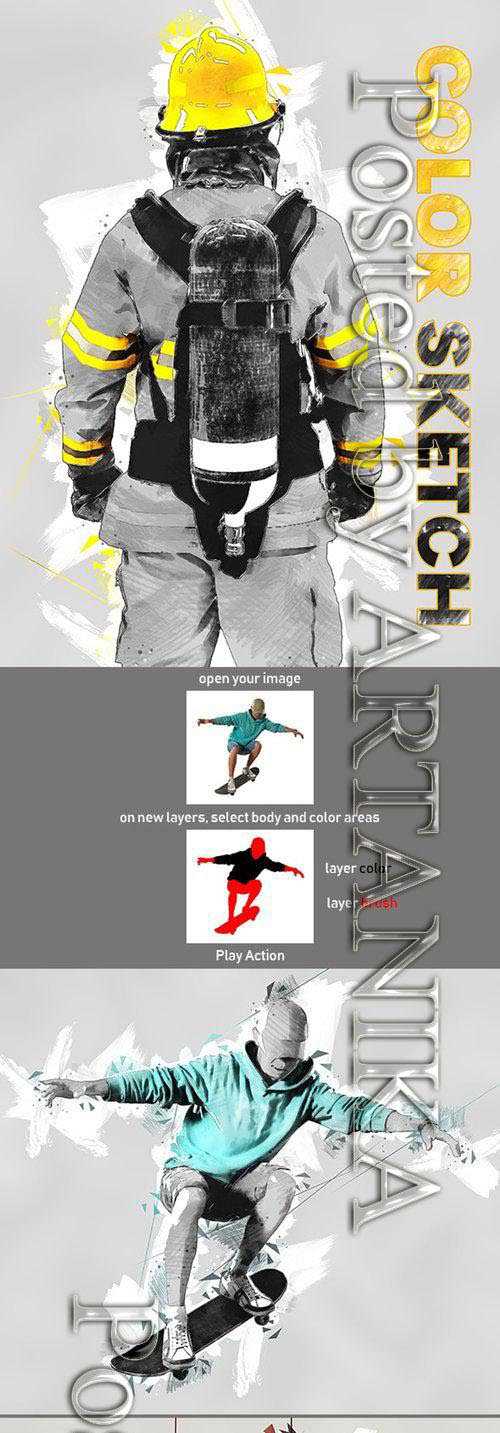 COLOR SKETCH
Posted by ARTANIKA
open your image
on new layers, select body and color areas
layer color
layer brush
Play Action
Po